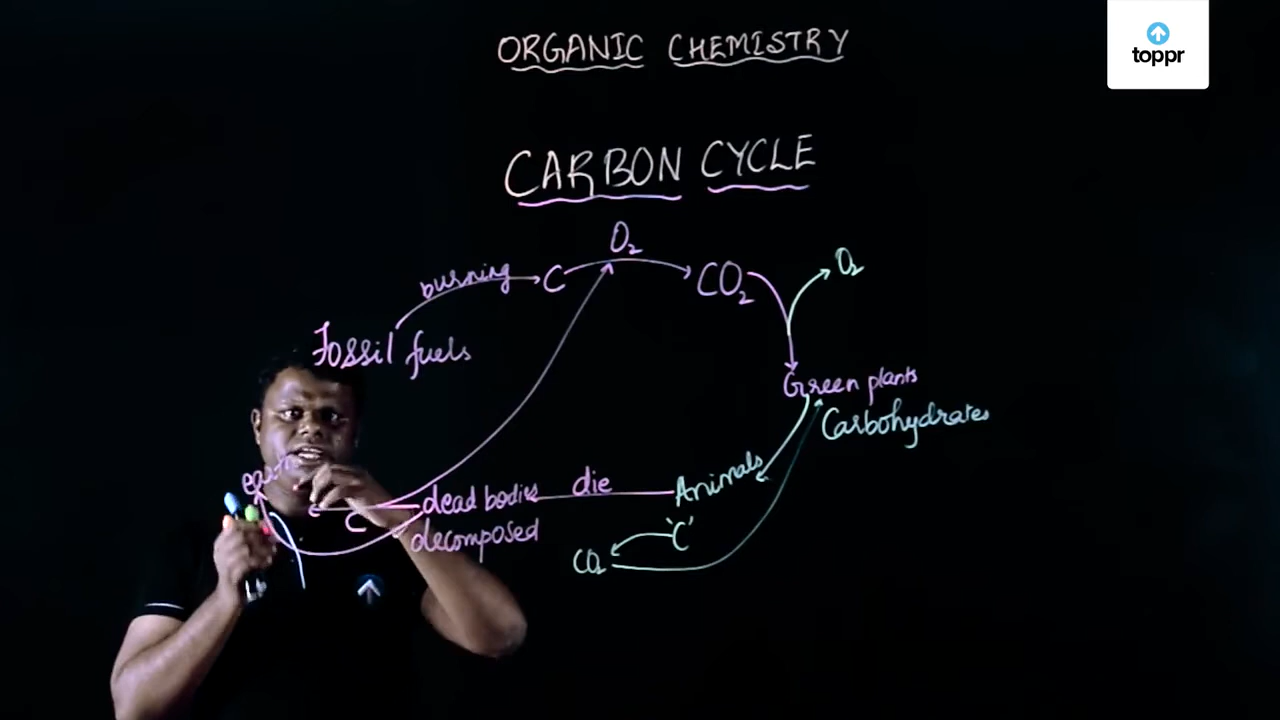 toppr
ORGANIC CHEMISTRY
CARBON CYCLE
O₂
burning
C
CO₂
O₂
Fossil fuels
Green plants
Carbohydrates
Animals
die
dead bodies
decomposed
C
'C'
CO₂